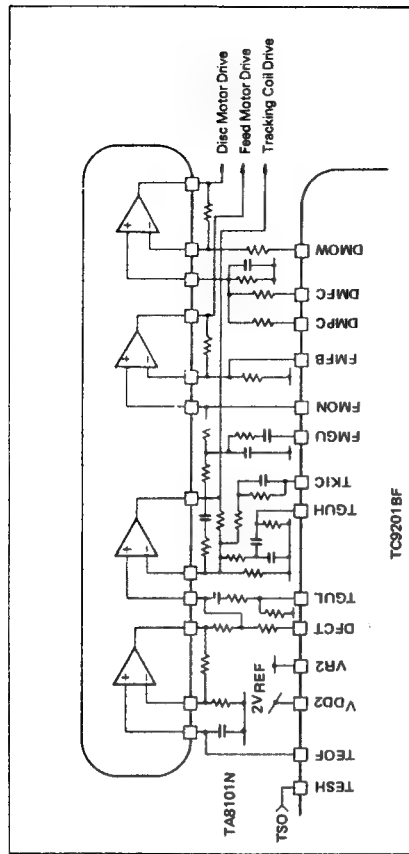 Disc Motor Drive
Feed Motor Drive
Tracking Coil Drive
TA8101N
TSO
2VREF
TESH
TEOF
VDD2
VR2
DFCT
TGUL
TGUH
TKIC
FMGU
FMON
FMFB
DMPC
DMFC
DMOW
TC9201BF